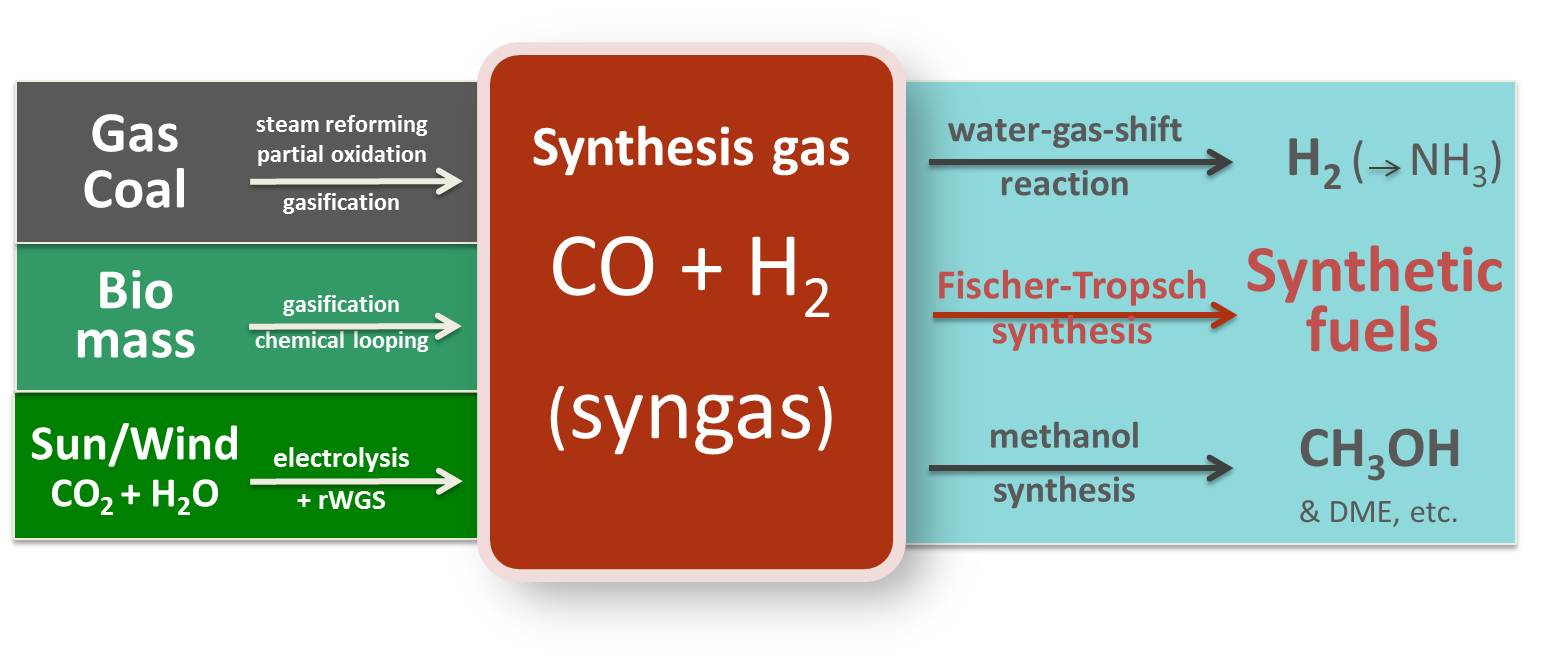 Gas
Coal
steam reforming
partial oxidation
gasification
Bio
mass
gasification
chemical looping
Sun/Wind
CO₂ + H₂O
electrolysis
+ rWGS
Synthesis gas
CO + H₂
(syngas)
water-gas-shift
reaction
H₂ (→ NH₃)
Fischer-Tropsch
synthesis
Synthetic
fuels
methanol
synthesis
CH₃OH
& DME, etc.